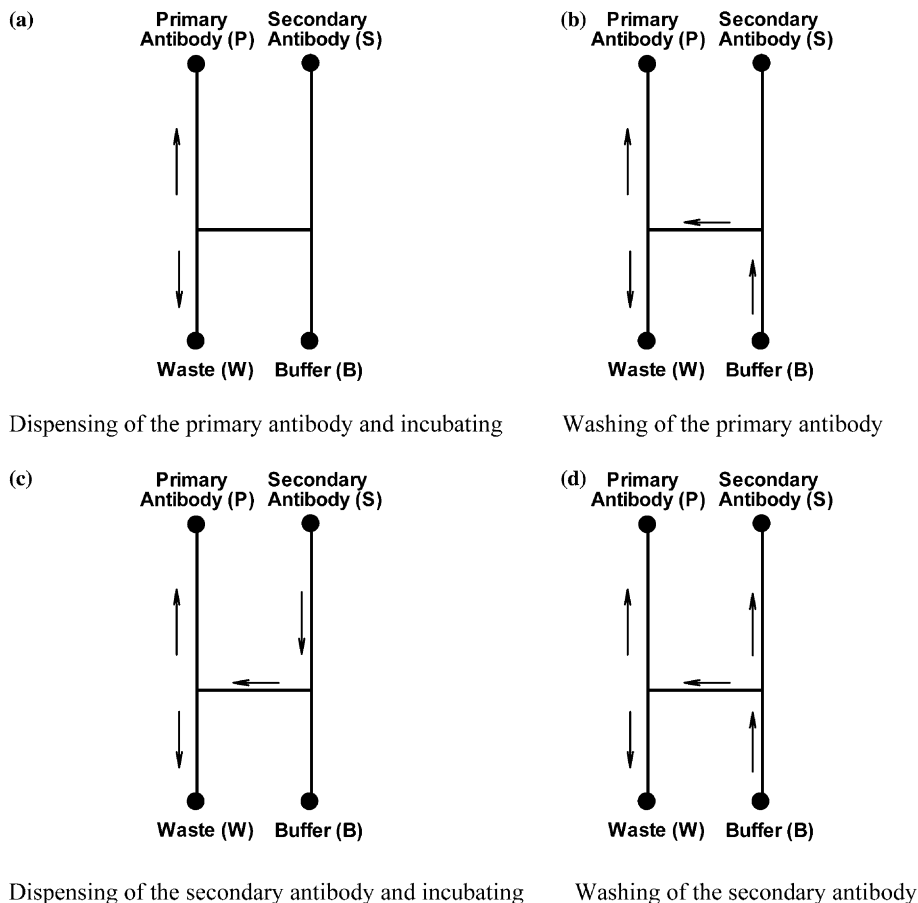 (a)
Primary
Antibody (P)
Secondary
Antibody (S)
Waste (W)
Buffer (B)
Dispensing of the primary antibody and incubating
(b)
Primary
Antibody (P)
Secondary
Antibody (S)
Waste (W)
Buffer (B)
Washing of the primary antibody
(c)
Primary
Antibody (P)
Secondary
Antibody (S)
Waste (W)
Buffer (B)
Dispensing of the secondary antibody and incubating
(d)
Primary
Antibody (P)
Secondary
Antibody (S)
Waste (W)
Buffer (B)
Washing of the secondary antibody